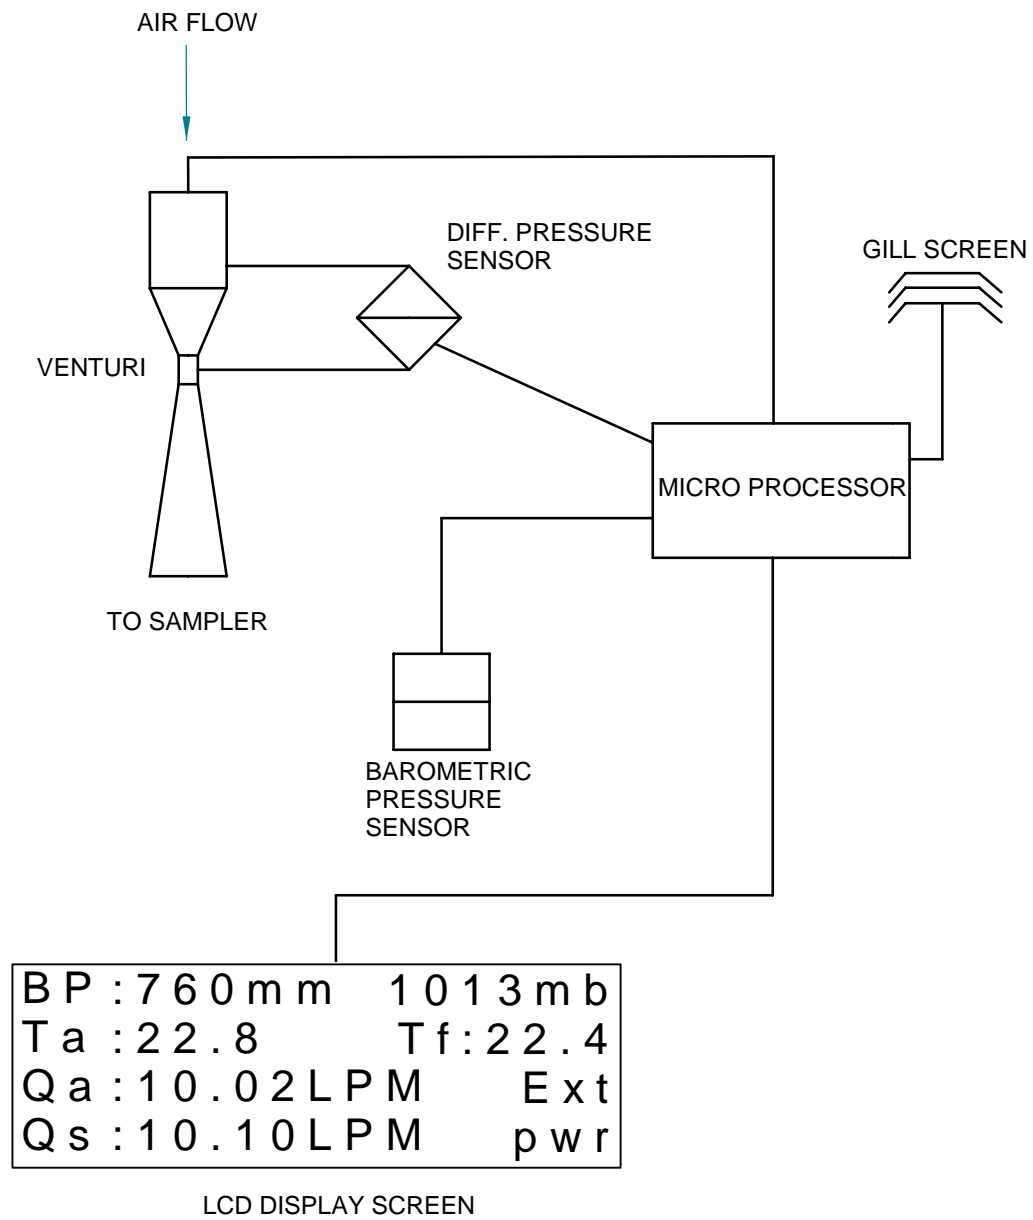 AIR FLOW
DIFF. PRESSURE
SENSOR
GILL SCREEN
VENTURI
MICRO PROCESSOR
TO SAMPLER
BAROMETRIC
PRESSURE
SENSOR
BP:760mm 1013mb
Ta:22.8 Tf:22.4
Qa:10.02LPM Ext
Qs:10.10LPM pwr
LCD DISPLAY SCREEN